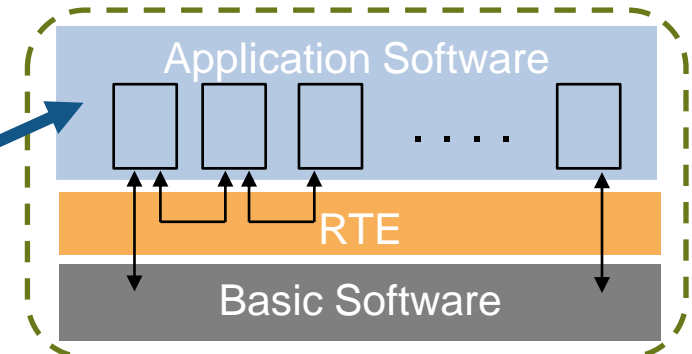 Application Software
. . . .
RTE
Basic Software